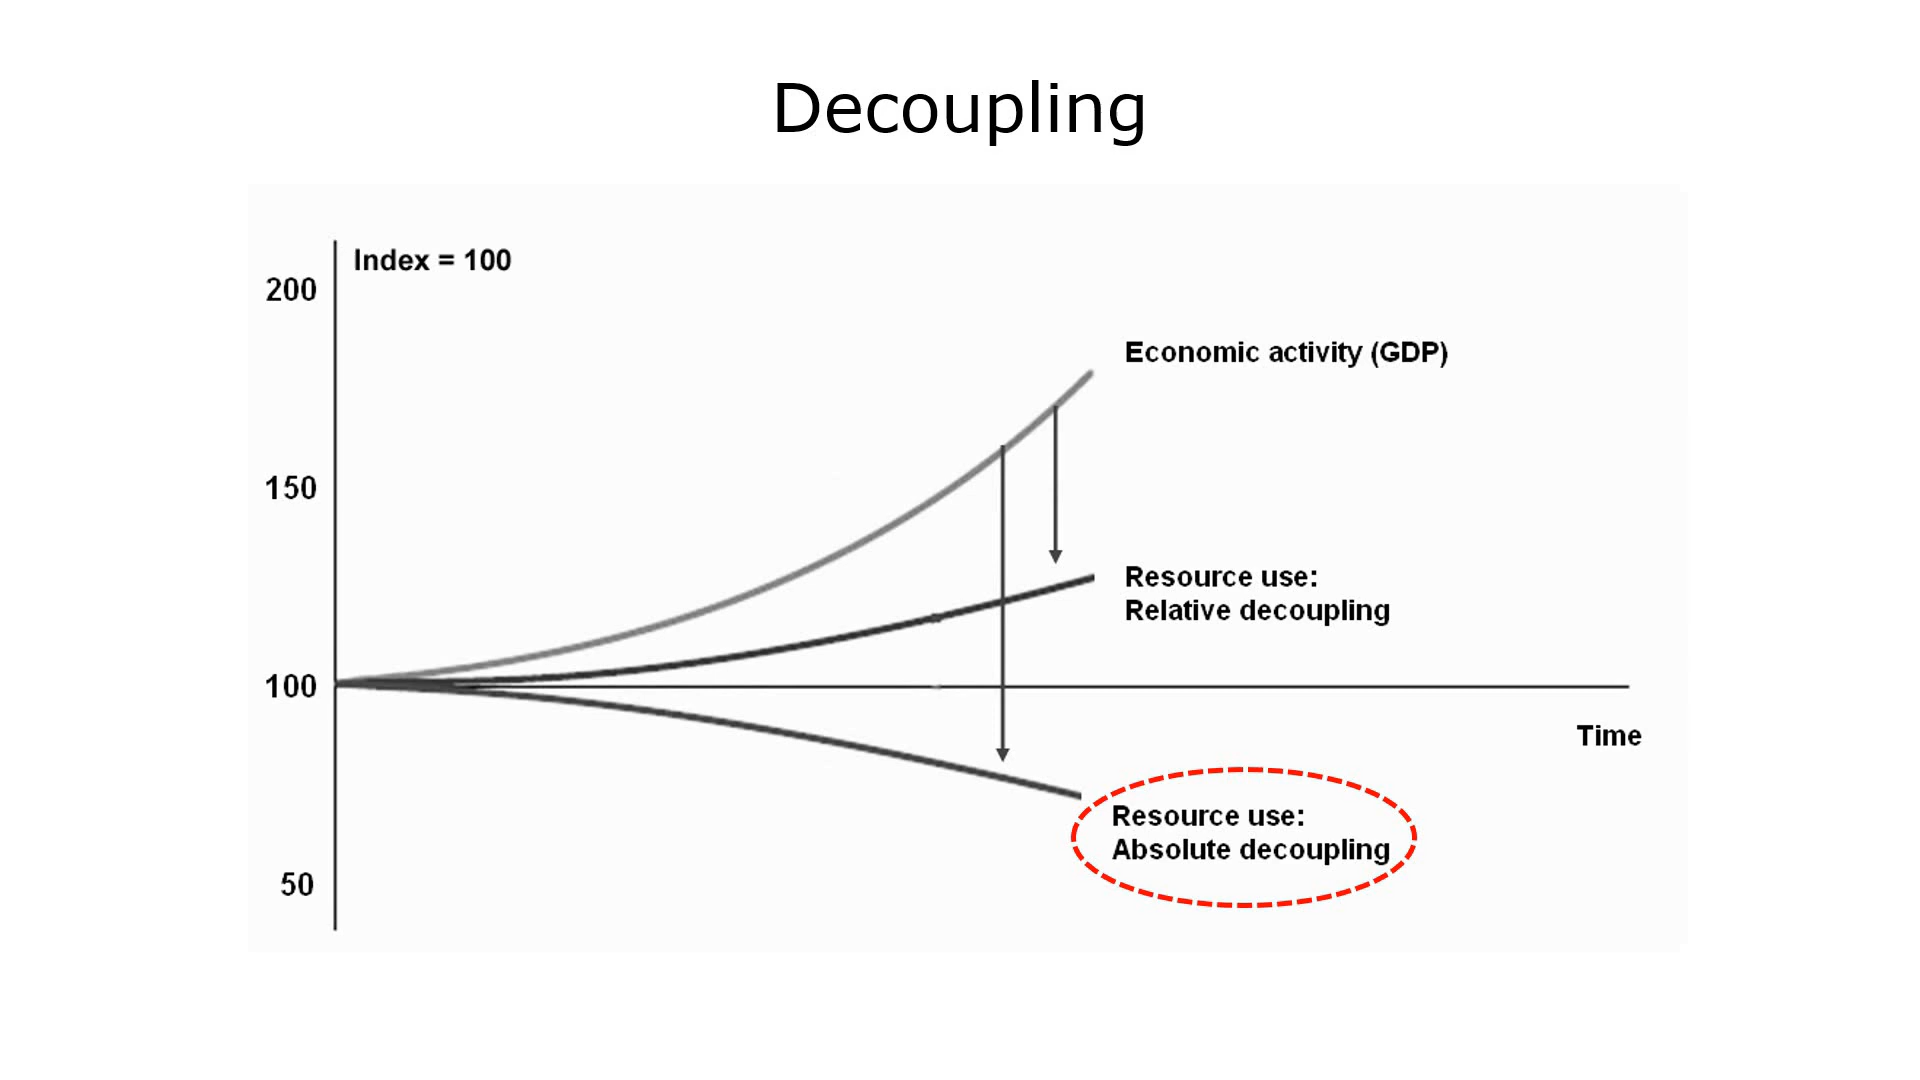 Decoupling
Index = 100
200
150
100
50
Economic activity (GDP)
Resource use:
Relative decoupling
Time
Resource use:
Absolute decoupling